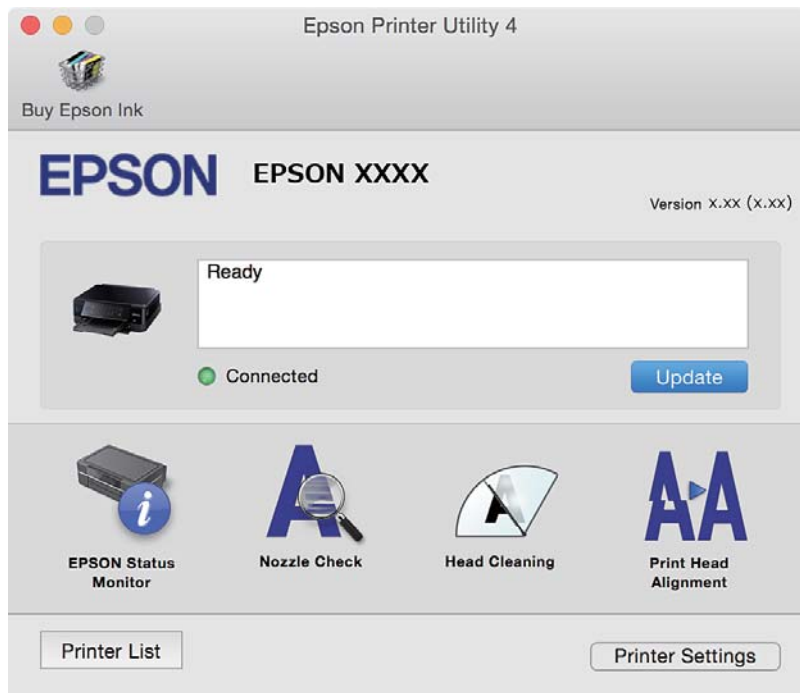 Epson Printer Utility 4
Buy Epson Ink
EPSON
EPSON XXXX
Version x.xx (x.xx)
Ready
Connected
Update
EPSON Status
Monitor
Nozzle Check
Head Cleaning
Print Head
Alignment
Printer List
Printer Settings